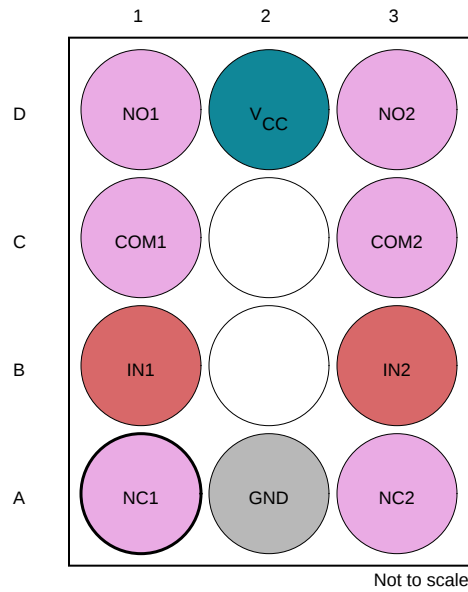 1 2 3
D NO1 VCC NO2
C COM1 COM2
B IN1 IN2
A NC1 GND NC2
Not to scale